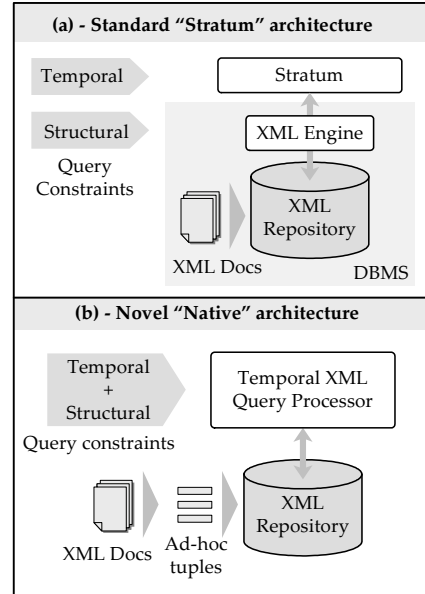 (a) - Standard “Stratum” architecture
Temporal
Stratum
Structural
XML Engine
Query
Constraints
XML
Repository
XML Docs
DBMS
(b) - Novel “Native” architecture
Temporal
+
Structural
Temporal XML
Query Processor
Query constraints
XML
Repository
XML Docs
Ad-hoc
tuples